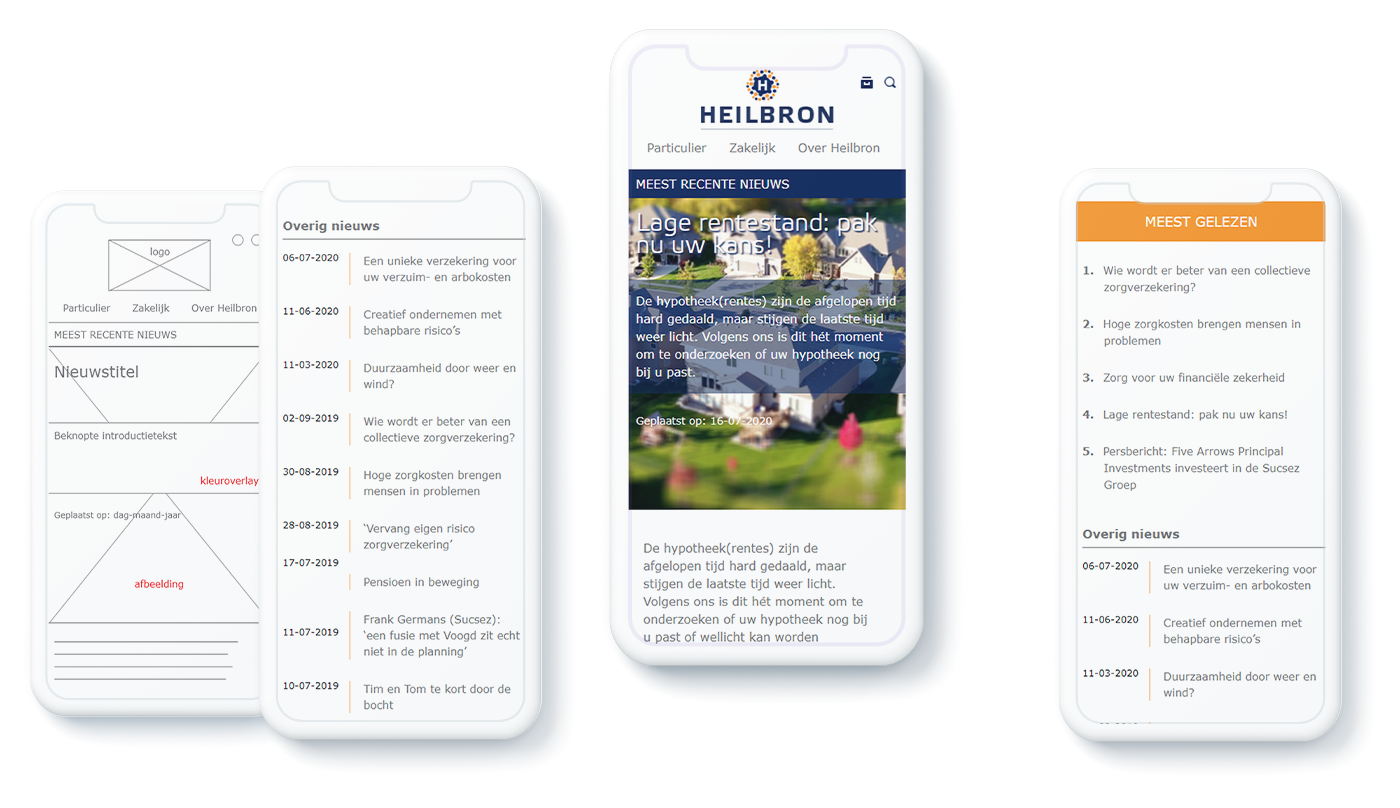 logo
Particulier Zakelijk Over Heilbron
MEEST RECENTE NIEUWS
Nieuwstitel
Beknopte introductietekst
kleuroverlay
Geplaatst op: dag-maand-jaar
afbeelding
Overig nieuws
06-07-2020 Een unieke verzekering voor
uw verzuim- en arbokosten
11-06-2020 Creatief ondernemen met
behapbare risico’s
11-03-2020 Duurzaamheid door weer en
wind?
02-09-2019 Wie wordt er beter van een
collectieve zorgverzekering?
30-08-2019 Hoge zorgkosten brengen
mensen in problemen
28-08-2019 ‘Vervang eigen risico
zorgverzekering’
17-07-2019
Pensioen in beweging
Frank Germans (Sucsez):
11-07-2019 ‘een fusie met Voogd zit echt
niet in de planning’
10-07-2019 Tim en Tom te kort door de
bocht
H
HEILBRON
Particulier Zakelijk Over Heilbron
MEEST RECENTE NIEUWS
Lage rentestand: pak
nu uw kans!
De hypotheek(rentes) zijn de afgelopen tijd
hard gedaald, maar stijgen de laatste tijd
weer licht. Volgens ons is dit hét moment
om te onderzoeken of uw hypotheek nog
bij u past.
Geplaatst op: 16-07-2020
De hypotheek(rentes) zijn de
afgelopen tijd hard gedaald, maar
stijgen de laatste tijd weer licht.
Volgens ons is dit hét moment om te
onderzoeken of uw hypotheek nog bij
u past of wellicht kan worden
MEEST GELEZEN
1. Wie wordt er beter van een collectieve
zorgverzekering?
2. Hoge zorgkosten brengen mensen in
problemen
3. Zorg voor uw financiële zekerheid
4. Lage rentestand: pak nu uw kans!
5. Persbericht: Five Arrows Principal
Investments investeert in de Sucsez
Groep
Overig nieuws
06-07-2020 Een unieke verzekering voor
uw verzuim- en arbokosten
11-06-2020 Creatief ondernemen met
behapbare risico’s
11-03-2020 Duurzaamheid door weer en
wind?